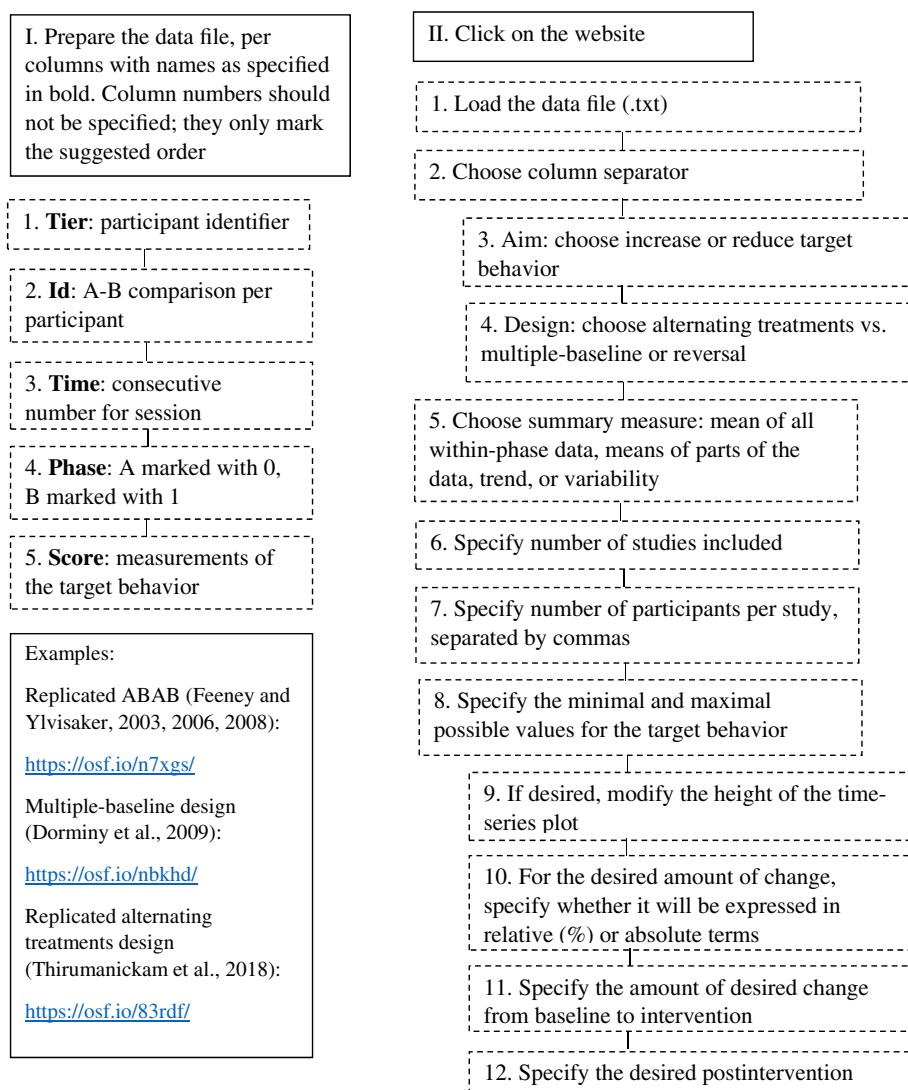 I. Prepare the data file, per
columns with names as specified
in bold. Column numbers should
not be specified; they only mark
the suggested order
1. Tier: participant identifier
2. Id: A-B comparison per
participant
3. Time: consecutive
number for session
4. Phase: A marked with 0,
B marked with 1
5. Score: measurements of
the target behavior
Examples:
Replicated ABAB (Feeney and
Ylvisaker, 2003, 2006, 2008):
https://osf.io/n7xgs/
Multiple-baseline design
(Dorminy et al., 2009):
https://osf.io/nbkhd/
Replicated alternating
treatments design
(Thirumanickam et al., 2018):
https://osf.io/83rdf/
II. Click on the website
1. Load the data file (.txt)
2. Choose column separator
3. Aim: choose increase or reduce target
behavior
4. Design: choose alternating treatments vs.
multiple-baseline or reversal
5. Choose summary measure: mean of all
within-phase data, means of parts of the
data, trend, or variability
6. Specify number of studies included
7. Specify number of participants per study,
separated by commas
8. Specify the minimal and maximal
possible values for the target behavior
9. If desired, modify the height of the time-
series plot
10. For the desired amount of change,
specify whether it will be expressed in
relative (%) or absolute terms
11. Specify the amount of desired change
from baseline to intervention
12. Specify the desired postintervention